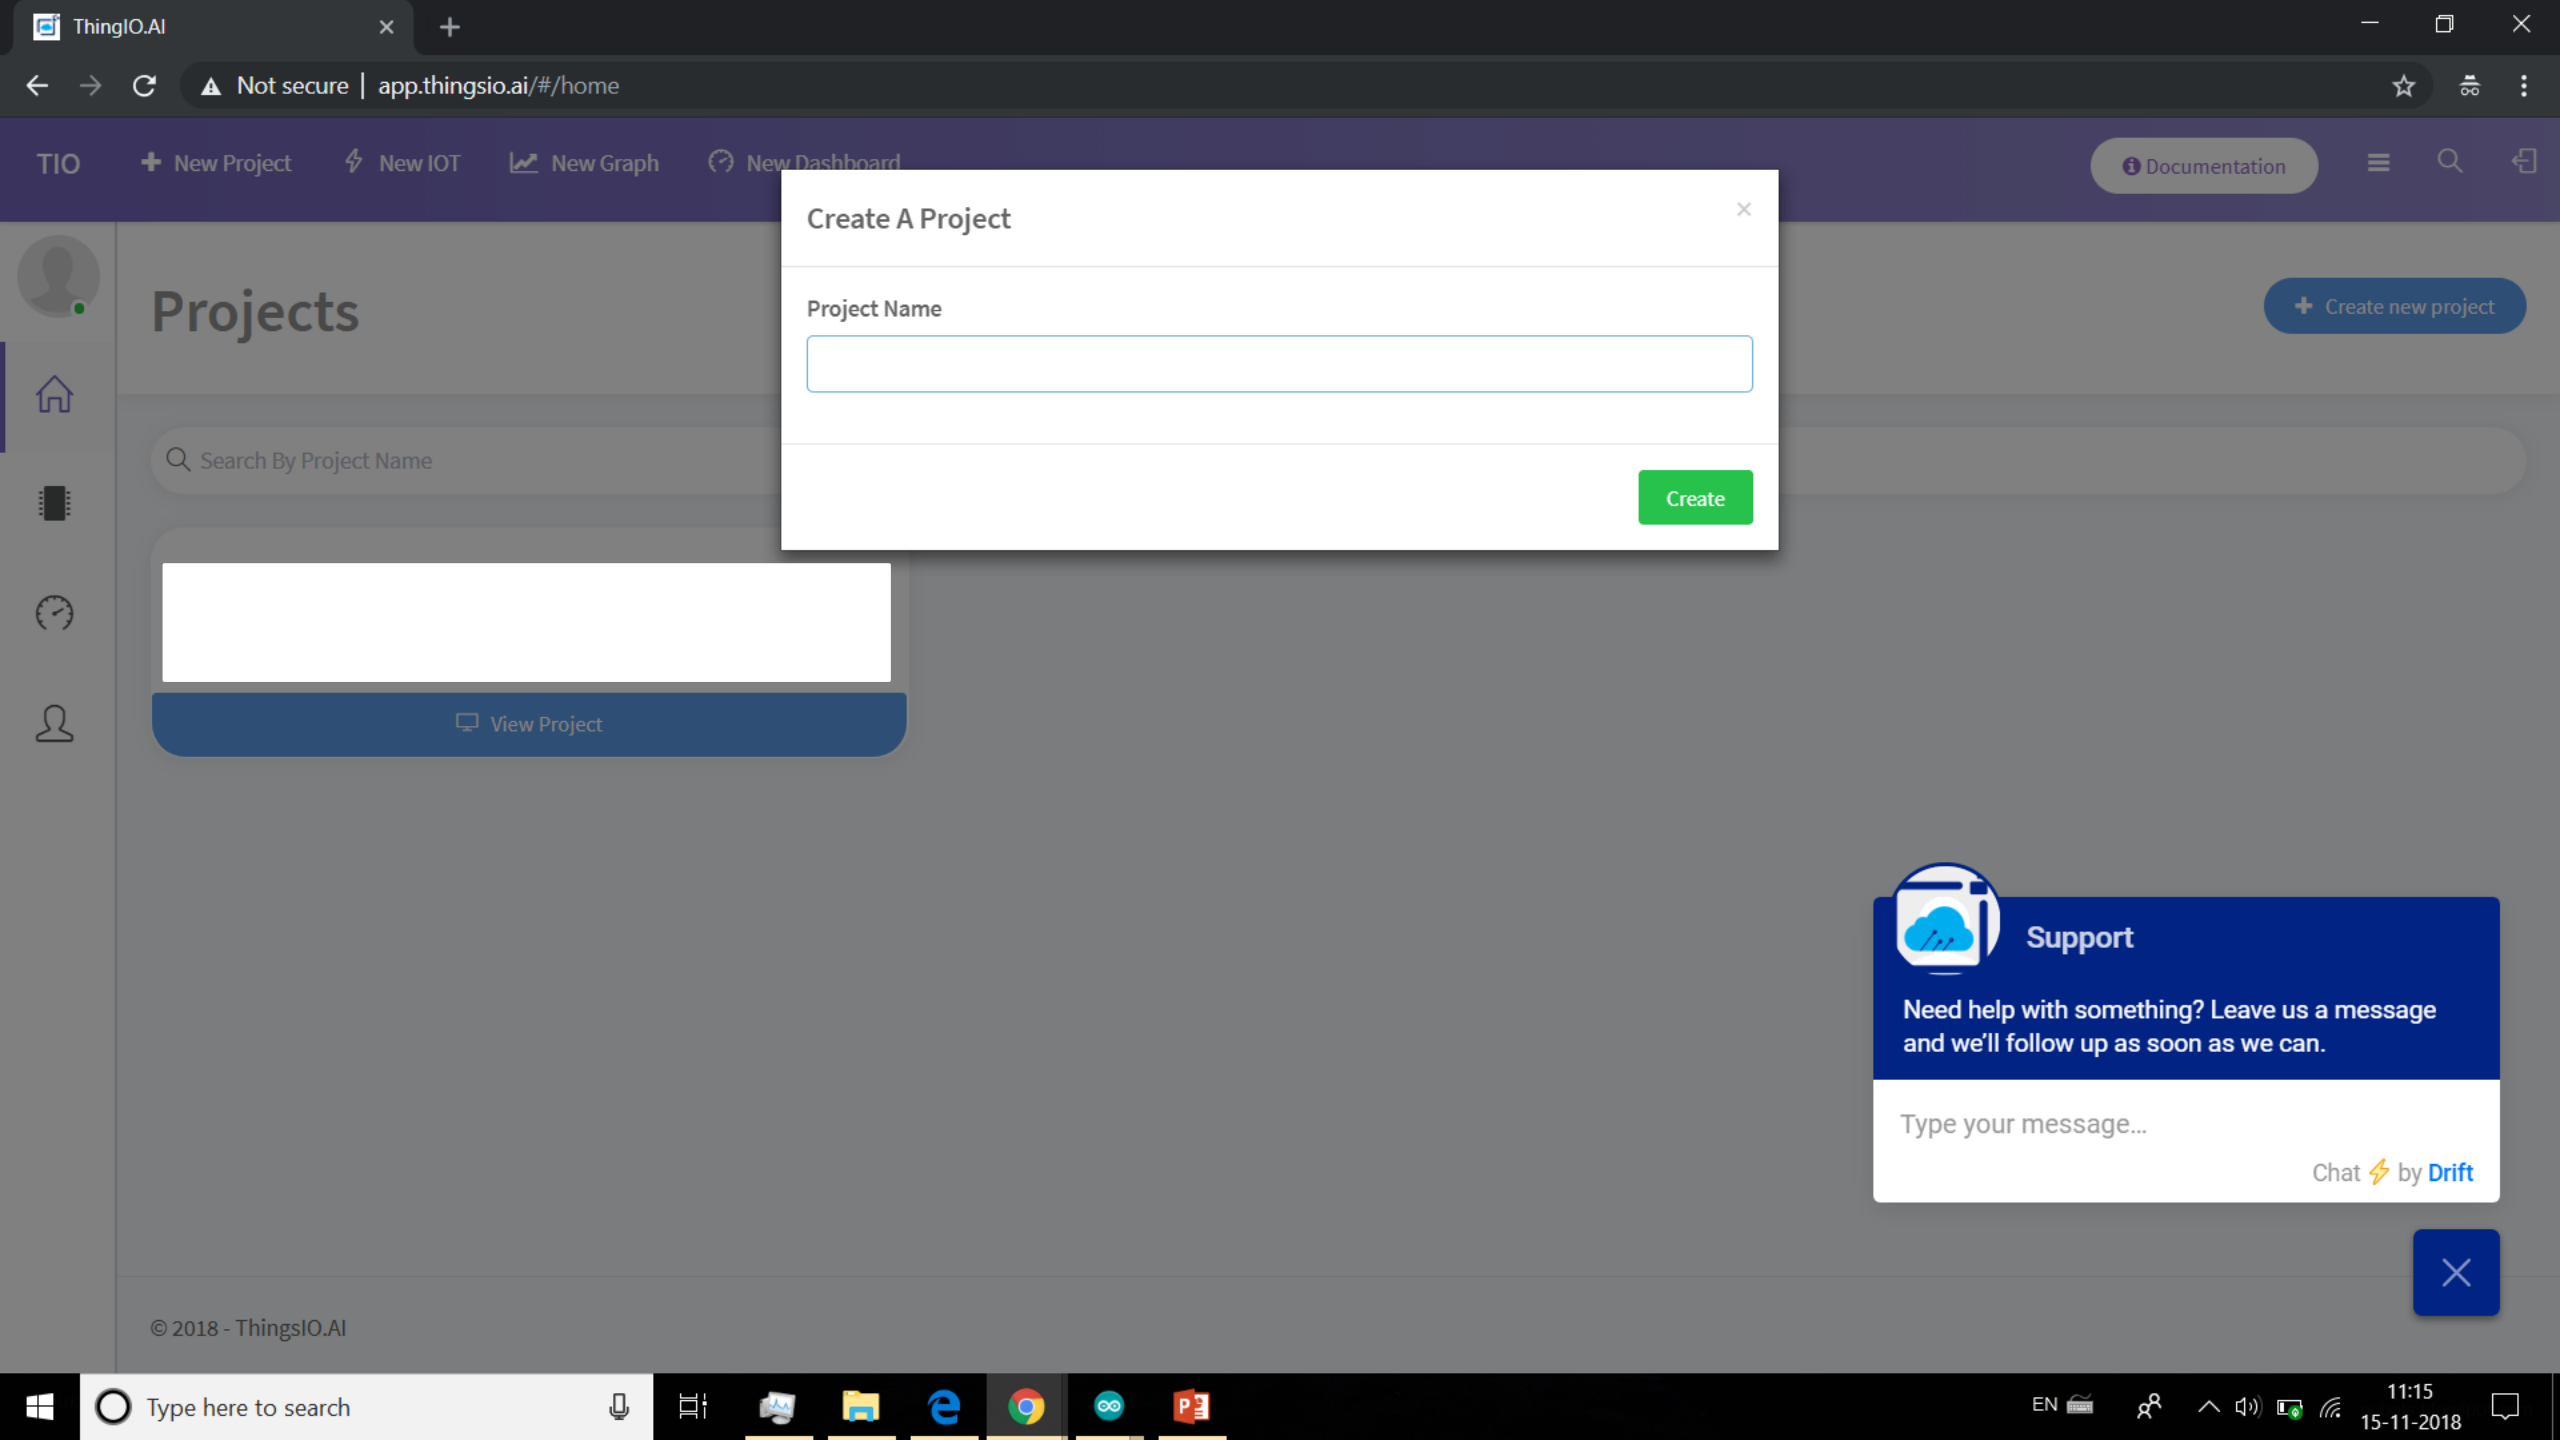 ThingIO.AI
Not secure | app.thingsio.ai/#/home
TIO
New Project
New IOT
New Graph
New Dashboard
Documentation
Create A Project
×
Projects
Project Name
Create new project
Search By Project Name
Create
View Project
Support
Need help with something? Leave us a message
and we'll follow up as soon as we can.
Type your message...
Chat ⚡ by Drift
© 2018 - ThingsIO.AI
Type here to search
EN
11:15
15-11-2018